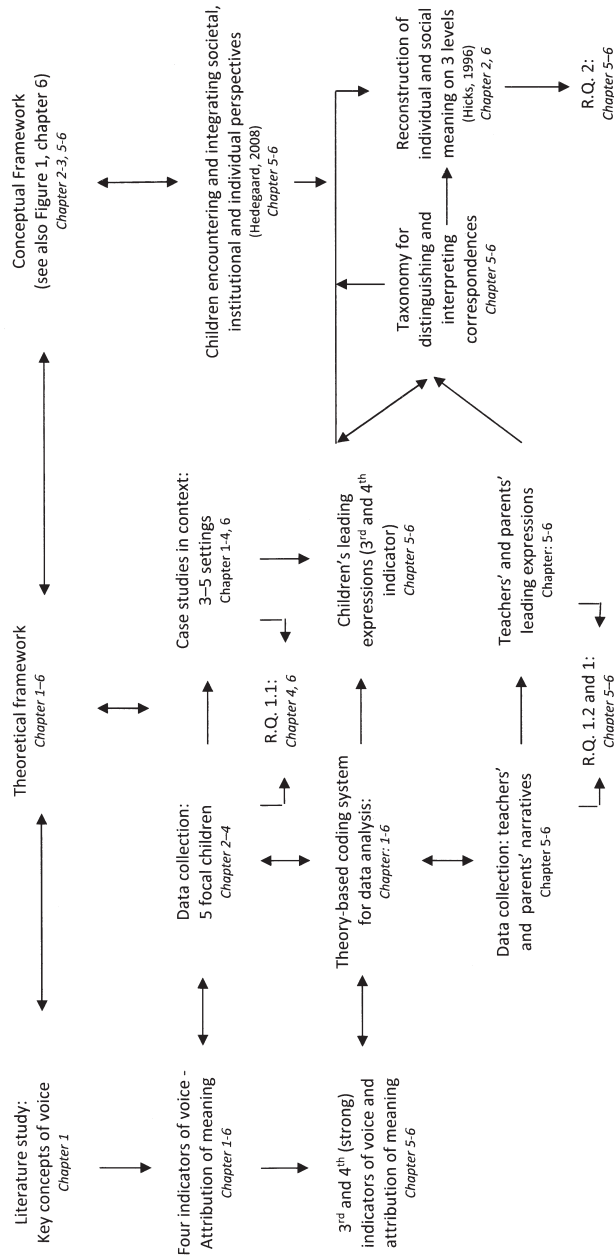 Literature study:
Key concepts of voice
Chapter 1
Theoretical framework
Chapter 1–6
Conceptual Framework
(see also Figure 1, chapter 6)
Chapter 2-3, 5-6
Four indicators of voice -
Attribution of meaning
Chapter 1-6
Data collection:
5 focal children
Chapter 2–4
Case studies in context:
3–5 settings
Chapter 1-4, 6
Children encountering and integrating societal,
institutional and individual perspectives
(Hedegaard, 2008)
Chapter 5-6
R.Q. 1.1:
Chapter 4, 6
3rd and 4th (strong)
indicators of voice and
attribution of meaning
Chapter 5-6
Theory-based coding system
for data analysis:
Chapter: 1-6
Children's leading
expressions (3rd and 4th
indicator)
Chapter 5-6
Taxonomy for
distinguishing and
interpreting
correspondences
Chapter 5-6
Reconstruction of
individual and social
meaning on 3 levels
(Hicks, 1996)
Chapter 2, 6
Data collection: teachers'
and parents' narratives
Chapter 5-6
Teachers' and parents'
leading expressions
Chapter: 5-6
R.Q. 1.2 and 1:
Chapter 5–6
R.Q. 2:
Chapter 5–6